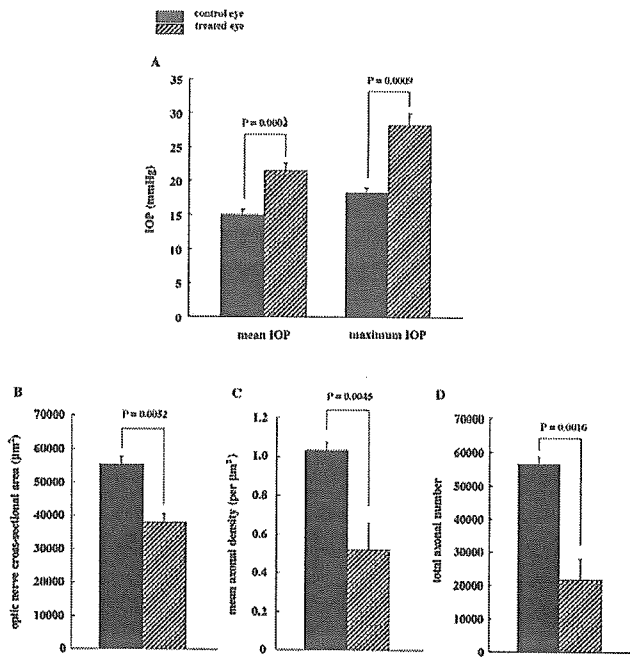 control eye
treated eye
A
IOP (mmHg)
35
30
25
20
15
10
5
0
P = 0.0002
P = 0.0009
mean IOP
maximum IOP
B
optic nerve cross-sectional area (μm²)
70000
60000
50000
40000
30000
20000
10000
0
P = 0.0032
C
mean axonal density (per μm²)
1.2
1.0
0.8
0.6
0.4
0.2
0
P = 0.0045
D
total axonal number
70000
60000
50000
40000
30000
20000
10000
0
P = 0.0016